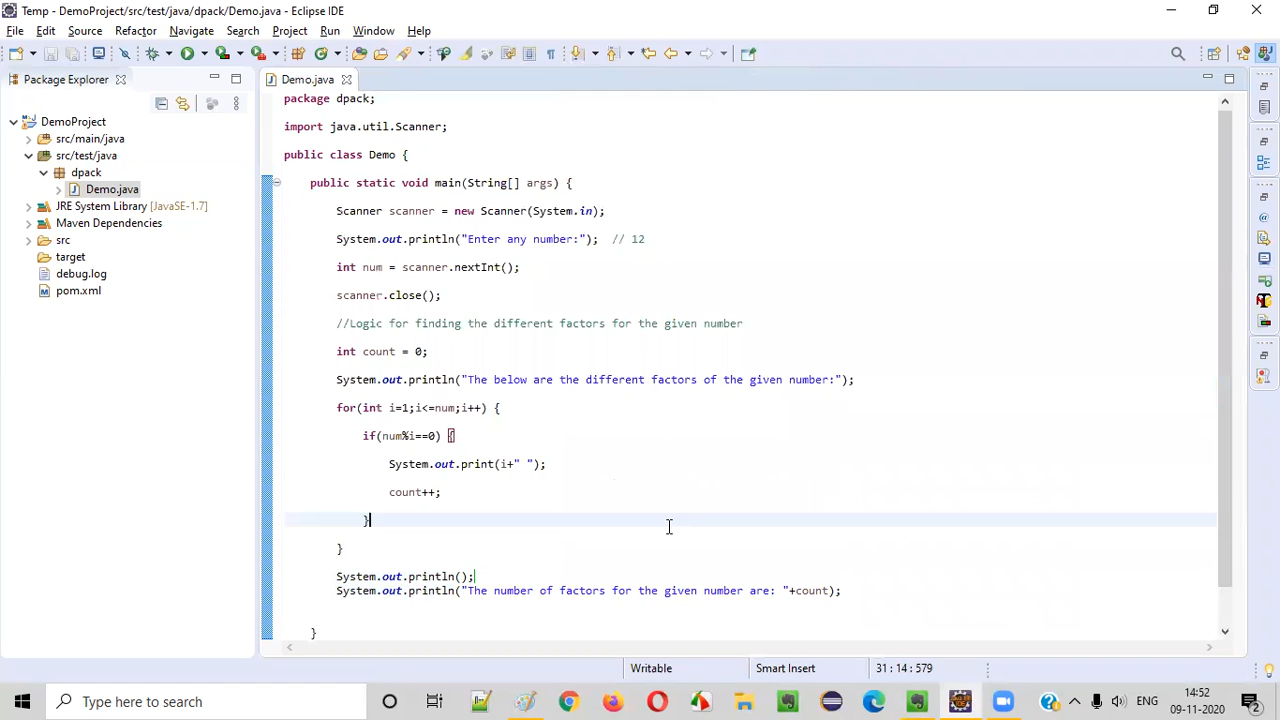 Temp - DemoProject/src/test/java/dpack/Demo.java - Eclipse IDE
File Edit Source Refactor Navigate Search Project Run Window Help
Package Explorer
Demo.java
DemoProject
src/main/java
src/test/java
dpack
Demo.java
JRE System Library [JavaSE-1.7]
Maven Dependencies
src
target
debug.log
pom.xml
package dpack;
import java.util.Scanner;
public class Demo {
public static void main(String[] args) {
Scanner scanner = new Scanner(System.in);
System.out.println("Enter any number:"); // 12
int num = scanner.nextInt();
scanner.close();
//Logic for finding the different factors for the given number
int count = 0;
System.out.println("The below are the different factors of the given number:");
for(int i=1;i<=num;i++) {
if(num%i==0) {
System.out.print(i+" ");
count++;
}
}
System.out.println();
System.out.println("The number of factors for the given number are: "+count);
}
Writable Smart Insert 31 : 14 : 579
Type here to search
ENG
14:52
09-11-2020
2